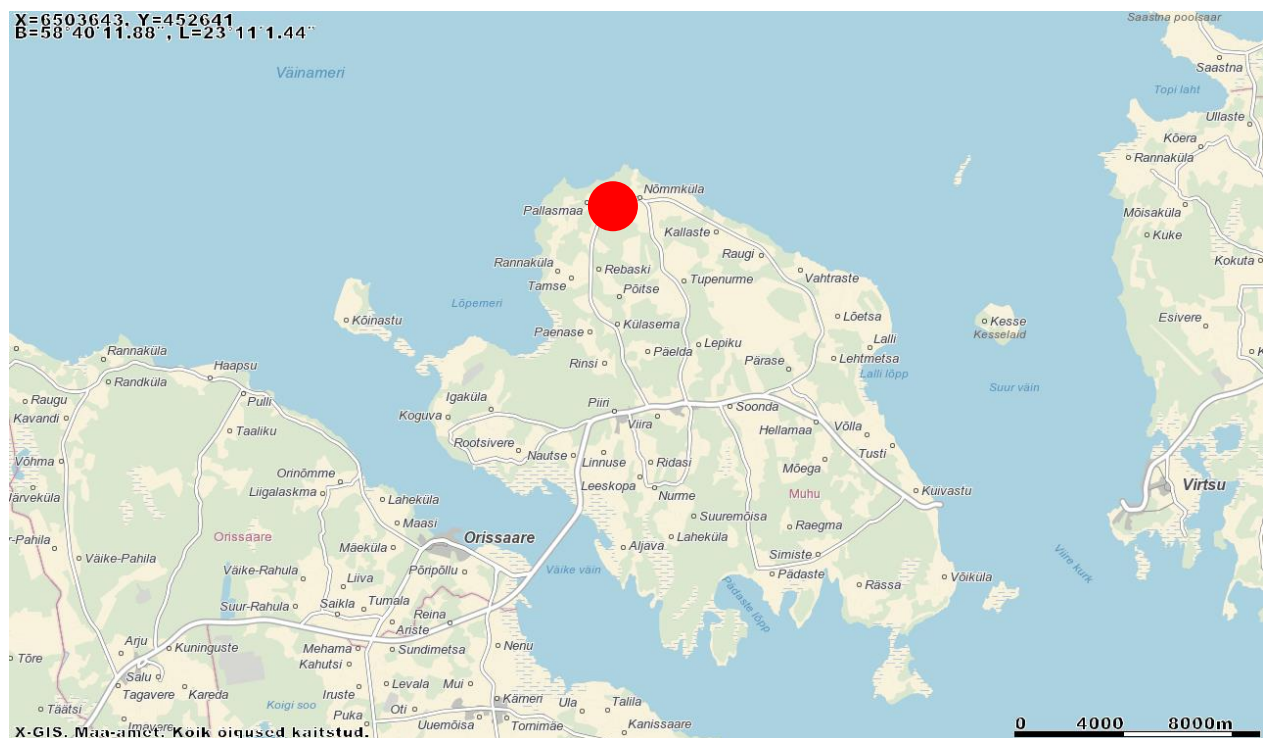 X=6503643, Y=452641
B=58°40'11.88", L=23°11'1.44"
Saastna poolsaar
Väinameri
Saastna
Topi laht
Ullaste
Kõera
Rannaküla
Nõmmküla
Pallasmaa
Mõisaküla
Kuke
Kallaste
Raugi
Kokuta
Rannaküla
Rebaski
Tamse
Tupenurme
Vahtraste
Põitse
Lõpemeri
Kõinastu
Külasema
Lõetsa
Kesse
Kesselaid
Esivere
Paenase
Lepiku
Lalli
Päelda
Lehtmetsa
Rannaküla
Haapsu
Rinsi
Pärase
Lalli lõpp
Randküla
Suur väin
Raugu
Pulli
Igaküla
Piiri
Soonda
Kavandi
Koguva
Taaliku
Viira
Hellamaa
Võlla
Rootsivere
Nautse
Linnuse
Ridasi
Mõega
Tusti
Võhma
Orinõmme
Leeskopa
Nurme
Muhu
Kuivastu
Virtsu
Järveküla
Liigalaskma
Laheküla
Suuremõisa
Raegma
Maasi
Orissaare
Orissaare
Laheküla
r-Pahila
Mäeküla
Aljava
Simiste
Väike-Pahila
Väike-Rahula
Liiva
Põripõllu
Väike väin
Pädaste
Rässa
Võiküla
Viire kurk
Pädaste lõpp
Suur-Rahula
Saikla
Tumala
Reina
Ariste
Arju
Kuninguste
Mehama
Sundimetsa
Nenu
Tõre
Kahutsi
Salu
Tagavere
Kareda
Iruste
Levala
Mui
Kärneri
Ula
Talila
Täätsi
Koigi soo
Oti
Puka
Uuemõisa
Tornimäe
Kanissaare
Imavere
X-GIS. Maa-amet. Kõik õigused kaitstud.
0 4000 8000m